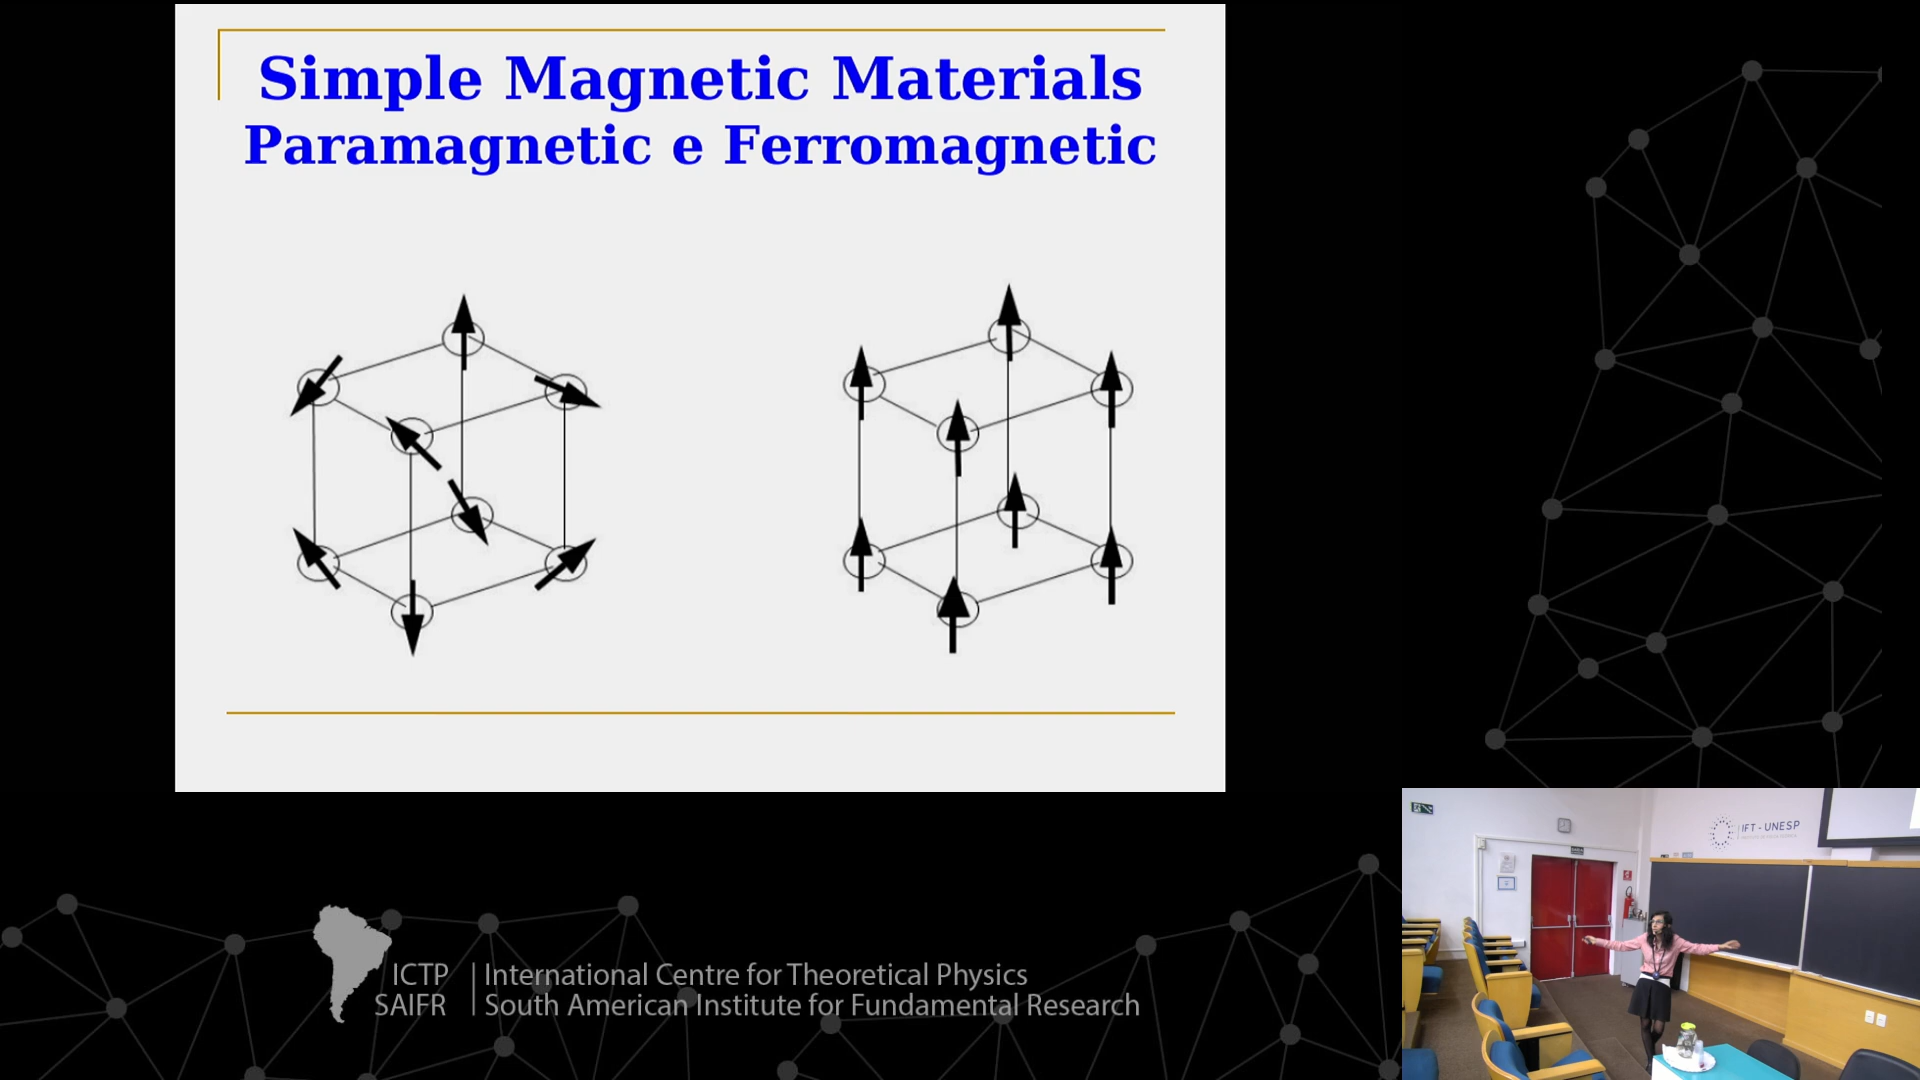 Simple Magnetic Materials
Paramagnetic e Ferromagnetic
IFT - UNESP
ICTP
SAIFR
International Centre for Theoretical Physics
South American Institute for Fundamental Research